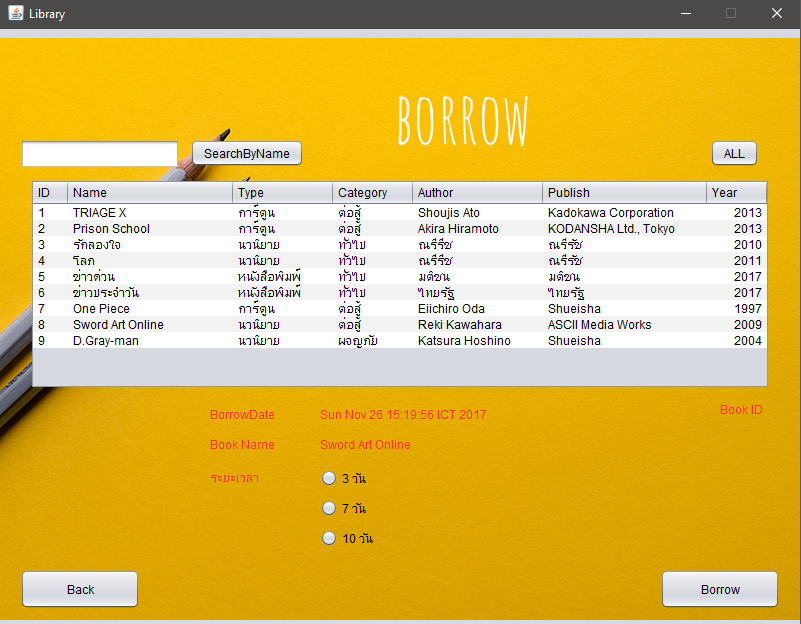 Library
BORROW
SearchByName ALL
ID Name Type Category Author Publish Year
1 TRIAGE X การ์ตูน ต่อสู้ Shoujis Ato Kadokawa Corporation 2013
2 Prison School การ์ตูน ต่อสู้ Akira Hiramoto KODANSHA Ltd., Tokyo 2013
3 รักลองใจ นวนิยาย ทั่วไป ณรีรัช ณรีรัช 2010
4 โลภ นวนิยาย ทั่วไป ณรีรัช ณรีรัช 2011
5 ข่าวด่วน หนังสือพิมพ์ ทั่วไป มติชน มติชน 2017
6 ข่าวประจำวัน หนังสือพิมพ์ ทั่วไป ไทยรัฐ ไทยรัฐ 2017
7 One Piece การ์ตูน ต่อสู้ Eiichiro Oda Shueisha 1997
8 Sword Art Online นวนิยาย ต่อสู้ Reki Kawahara ASCII Media Works 2009
9 D.Gray-man นวนิยาย ผจญภัย Katsura Hoshino Shueisha 2004
BorrowDate Sun Nov 26 15:19:56 ICT 2017 Book ID
Book Name Sword Art Online
ระยะเวลา 3 วัน
7 วัน
10 วัน
Back Borrow